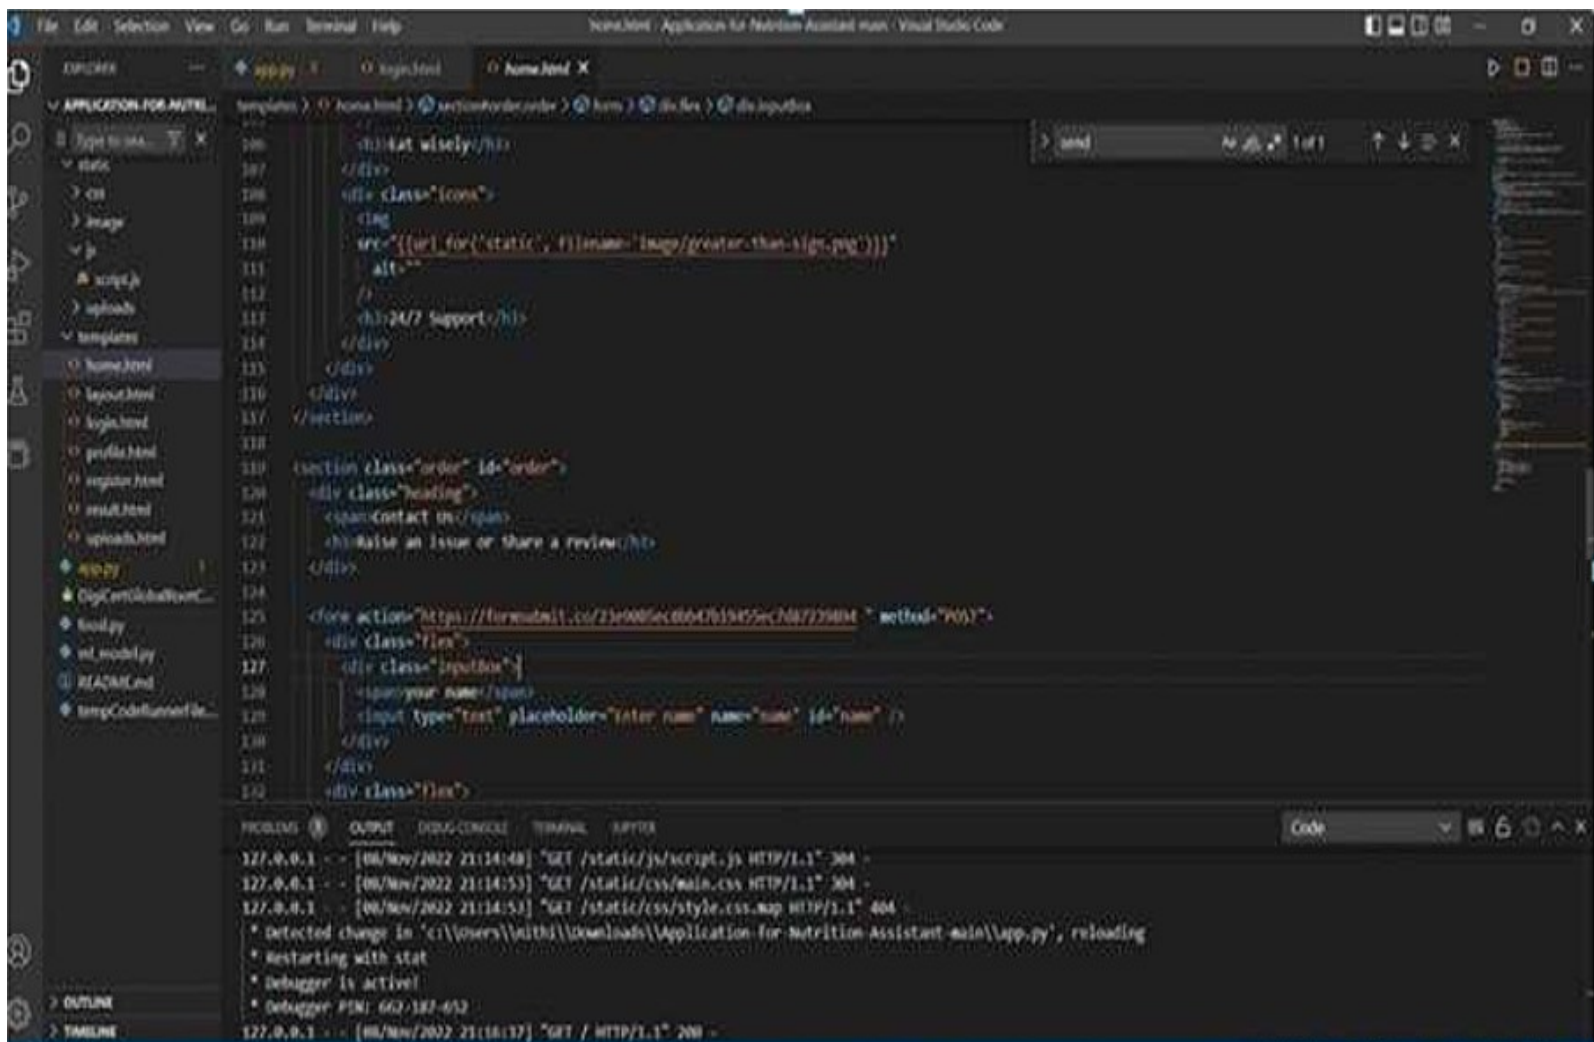 File Edit Selection View Go Run Terminal Help
home.html - Application-for-Nutrition-Assistant-main - Visual Studio Code
EXPLORER
app.py 1
login.html
home.html
APPLICATION-FOR-NUTRI...
templates > home.html > section#order.order > form > div.flex > div.inputBox
Type to sea...
send
1 of 1
static
css
image
js
script.js
uploads
templates
home.html
layout.html
login.html
profile.html
register.html
result.html
uploads.html
app.py 1
DigiCertGlobalRootC...
food.py
ml_model.py
README.md
tempCodeRunnerFile...
OUTLINE
TIMELINE
106 <h3>Eat wisely</h3>
107 </div>
108 <div class="icons">
109 <img
110 src="{{url_for('static', filename='image/greater-than-sign.png')}}"
111 alt=""
112 />
113 <h3>24/7 Support</h3>
114 </div>
115 </div>
116 </div>
117 </section>
118
119 <section class="order" id="order">
120 <div class="heading">
121 <span>Contact Us</span>
122 Raise an Issue or Share a review
123 </div>
124
125 <form action="https://formsubmit.co/ " method="POST">
126 <div class="flex">
127 <div class="inputBox">
128 <span>your name</span>
129 <input type="text" placeholder="enter name" name="name" id="name" />
130 </div>
131 </div>
132 <div class="flex">
PROBLEMS OUTPUT DEBUG CONSOLE TERMINAL JUPYTER
Code
127.0.0.1 - - [08/Nov/2022 21:14:48] "GET /static/js/script.js HTTP/1.1" 304 -
127.0.0.1 - - [08/Nov/2022 21:14:53] "GET /static/css/main.css HTTP/1.1" 304 -
127.0.0.1 - - [08/Nov/2022 21:14:53] "GET /static/css/style.css.map HTTP/1.1" 404 -
* Detected change in 'c:\\Users\\nithi\\Downloads\\Application-for-Nutrition-Assistant-main\\app.py', reloading
* Restarting with stat
* Debugger is active!
* Debugger PIN: 662-187-652
127.0.0.1 - - [08/Nov/2022 21:16:17] "GET / HTTP/1.1" 200 -